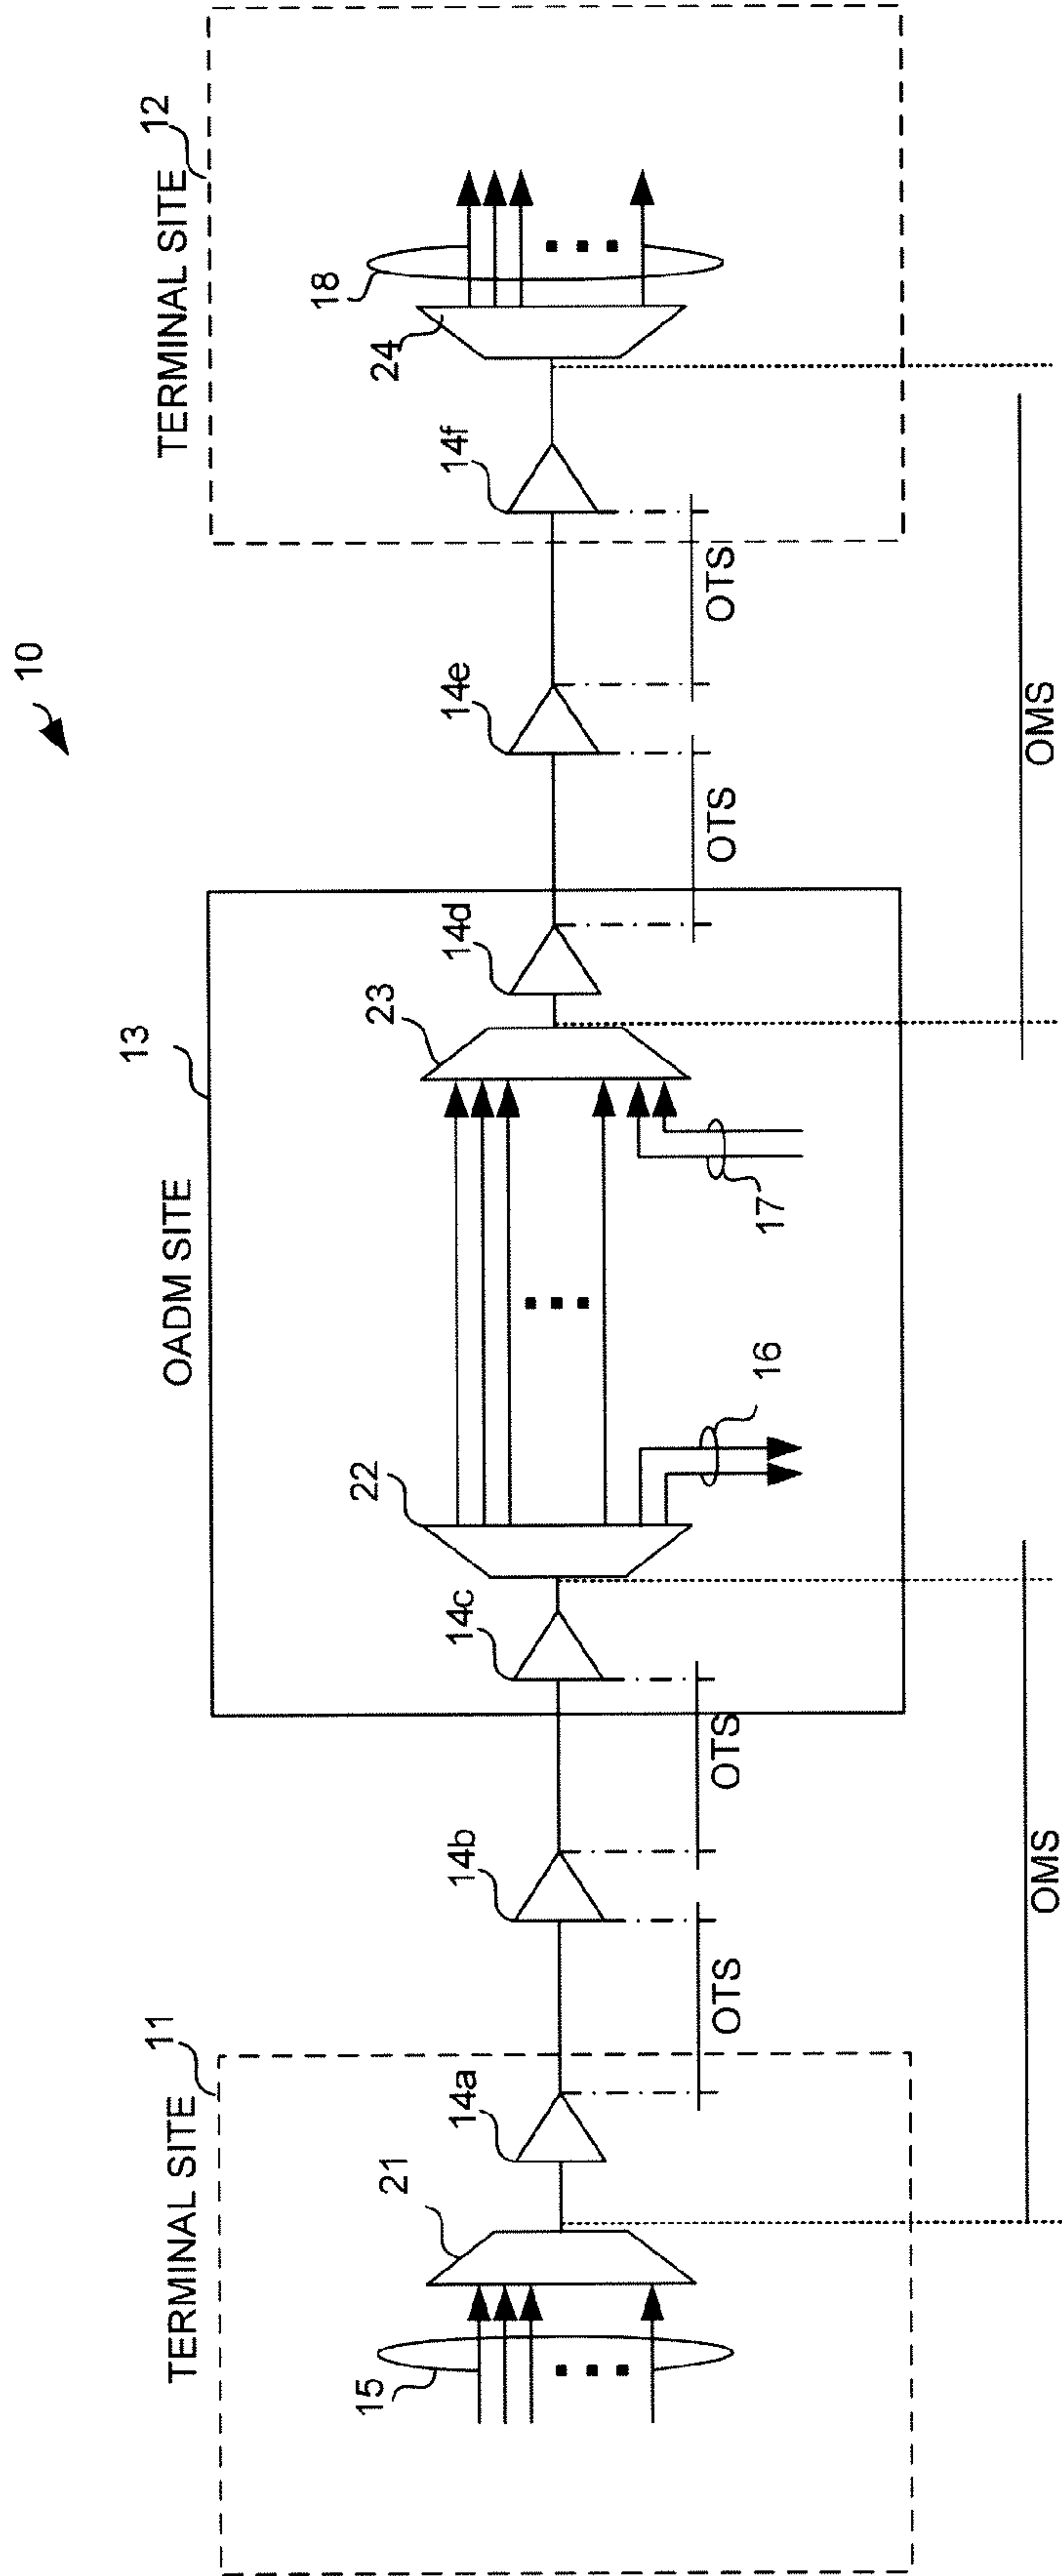 10
TERMINAL SITE
11
OADM SITE
13
TERMINAL SITE
12
15
21
14a
14b
14c
22
16
17
23
14d
14e
14f
24
18
OTS
OTS
OTS
OTS
OMS
OMS